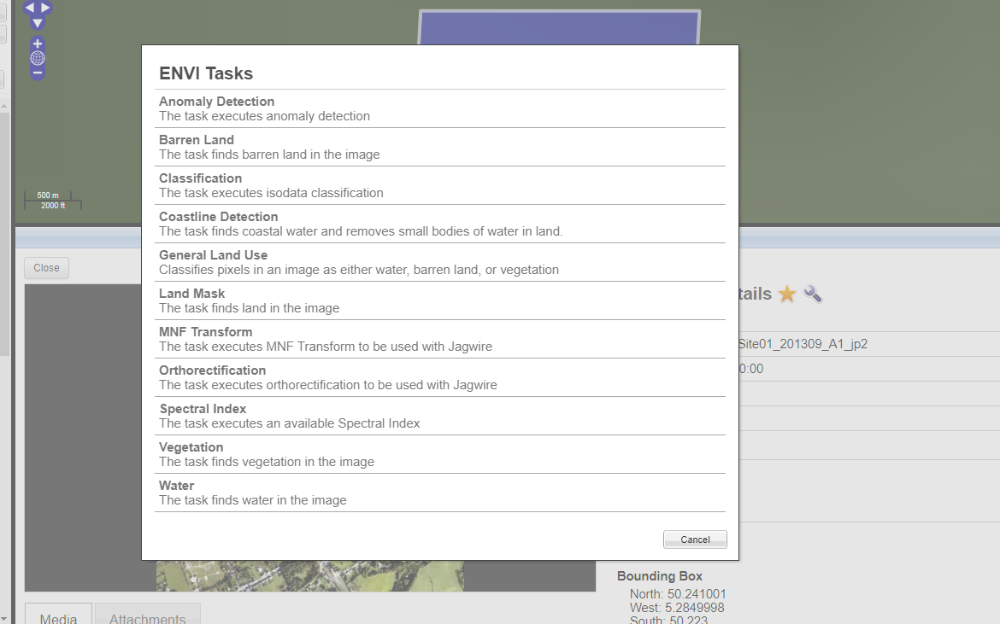 ENVI Tasks
Anomaly Detection
The task executes anomaly detection
Barren Land
The task finds barren land in the image
Classification
The task executes isodata classification
Coastline Detection
The task finds coastal water and removes small bodies of water in land.
General Land Use
Classifies pixels in an image as either water, barren land, or vegetation
Land Mask
The task finds land in the image
MNF Transform
The task executes MNF Transform to be used with Jagwire
Orthorectification
The task executes orthorectification to be used with Jagwire
Spectral Index
The task executes an available Spectral Index
Vegetation
The task finds vegetation in the image
Water
The task finds water in the image
Cancel
500 m
2000 ft
Close
tails
Site01_201309_A1_jp2
0:00
Bounding Box
North: 50.241001
West: 5.2849998
South: 50.223
Media
Attachments